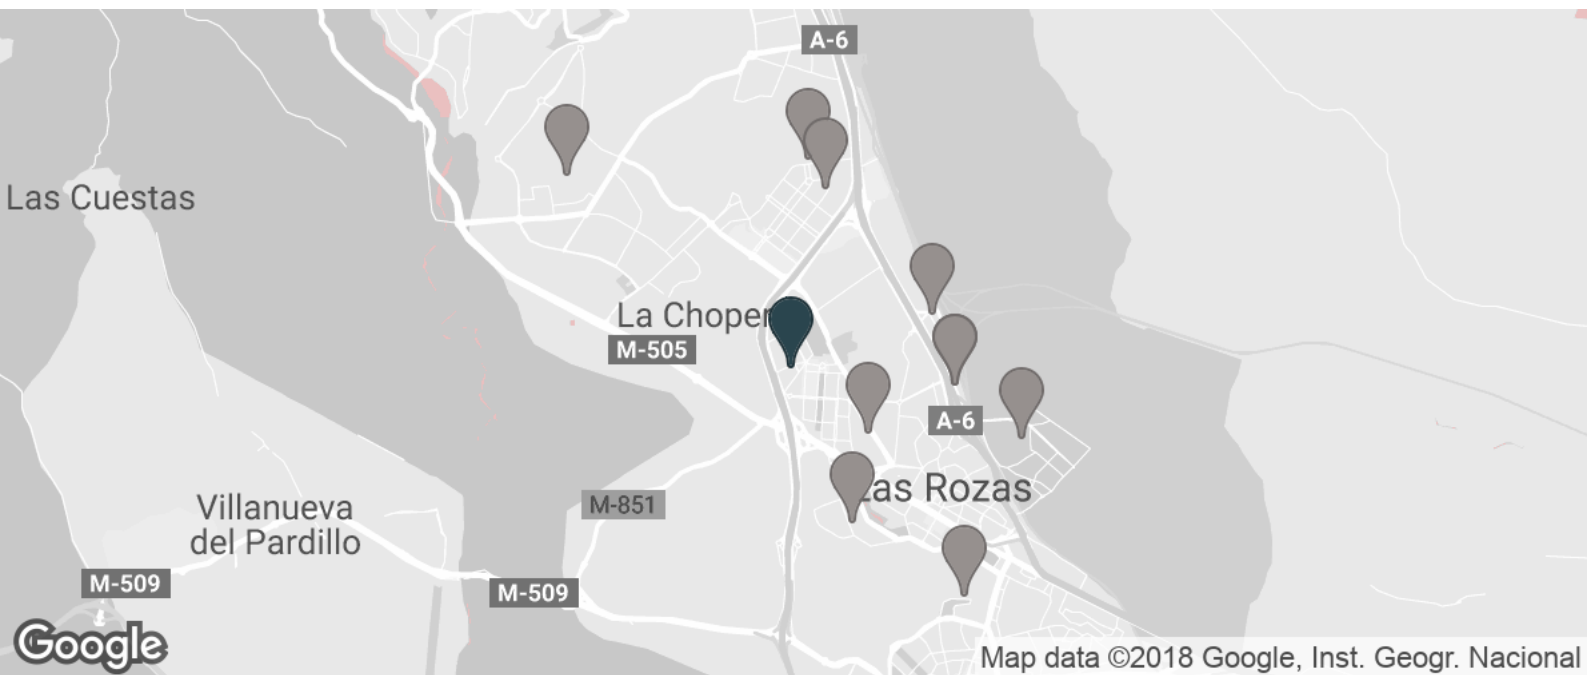 A-6
Las Cuestas
La Choper
M-505
A-6
as Rozas
M-851
Villanueva
del Pardillo
M-509
M-509
Google
Map data ©2018 Google, Inst. Geogr. Nacional